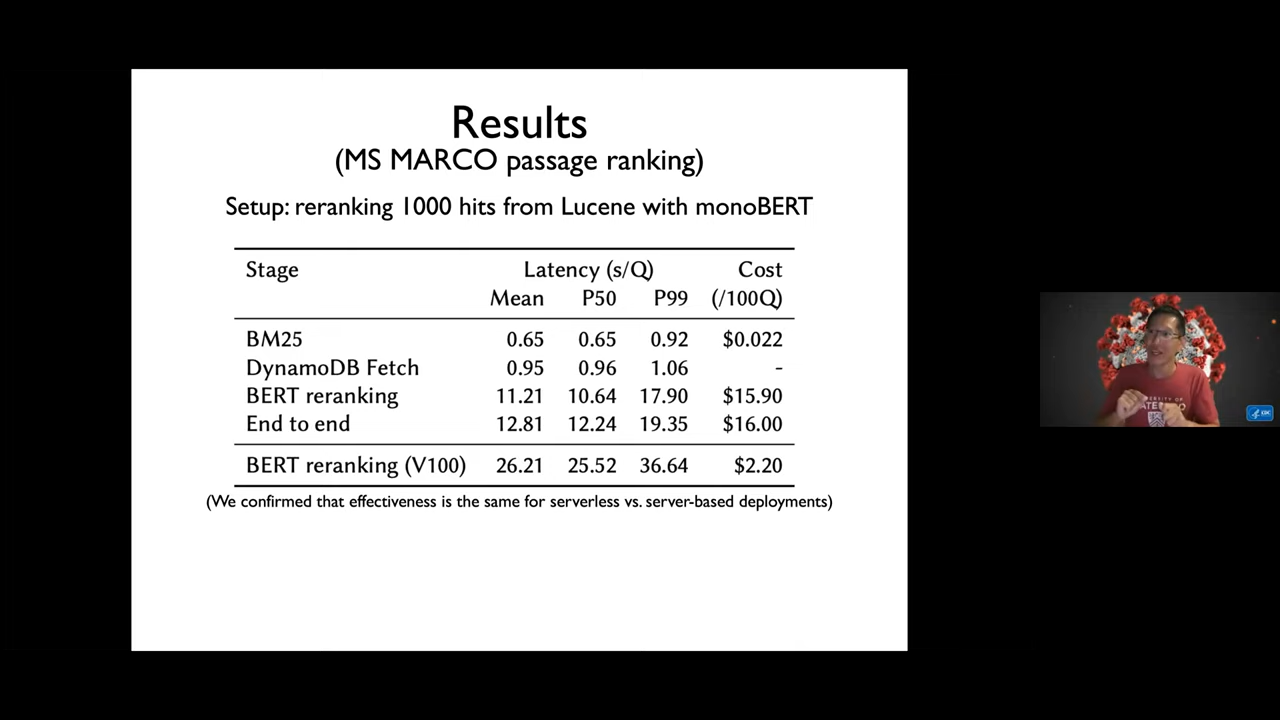 Results
(MS MARCO passage ranking)
Setup: reranking 1000 hits from Lucene with monoBERT
Stage Latency (s/Q) Cost
Mean P50 P99 (/100Q)
BM25 0.65 0.65 0.92 $0.022
DynamoDB Fetch 0.95 0.96 1.06 -
BERT reranking 11.21 10.64 17.90 $15.90
End to end 12.81 12.24 19.35 $16.00
BERT reranking (V100) 26.21 25.52 36.64 $2.20
(We confirmed that effectiveness is the same for serverless vs. server-based deployments)
CDC